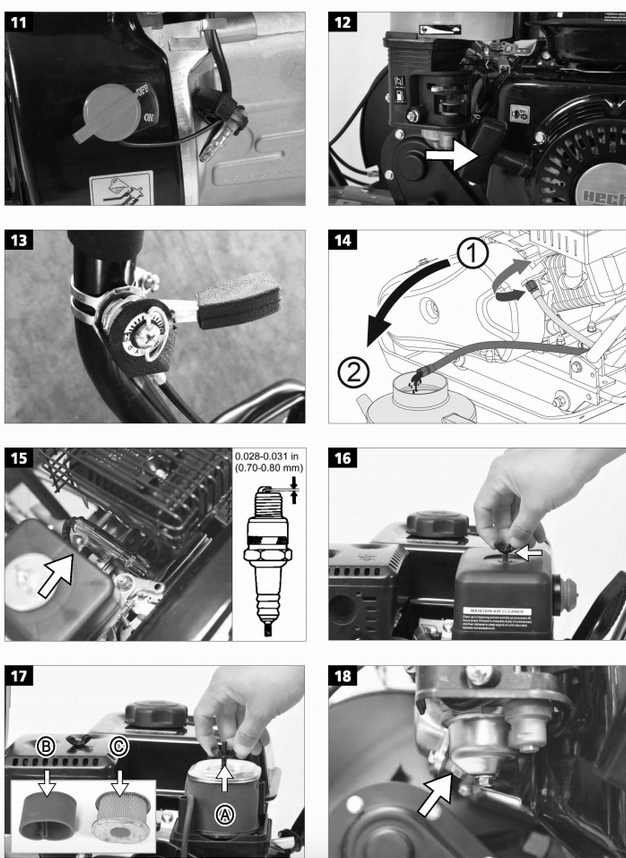 11
OFF
ON
12
Hecht
13
14
1
2
15
0.028-0.031 in
(0.70-0.80 mm)
16
MAINTAIN AIR CLEANER
17
B
C
A
18